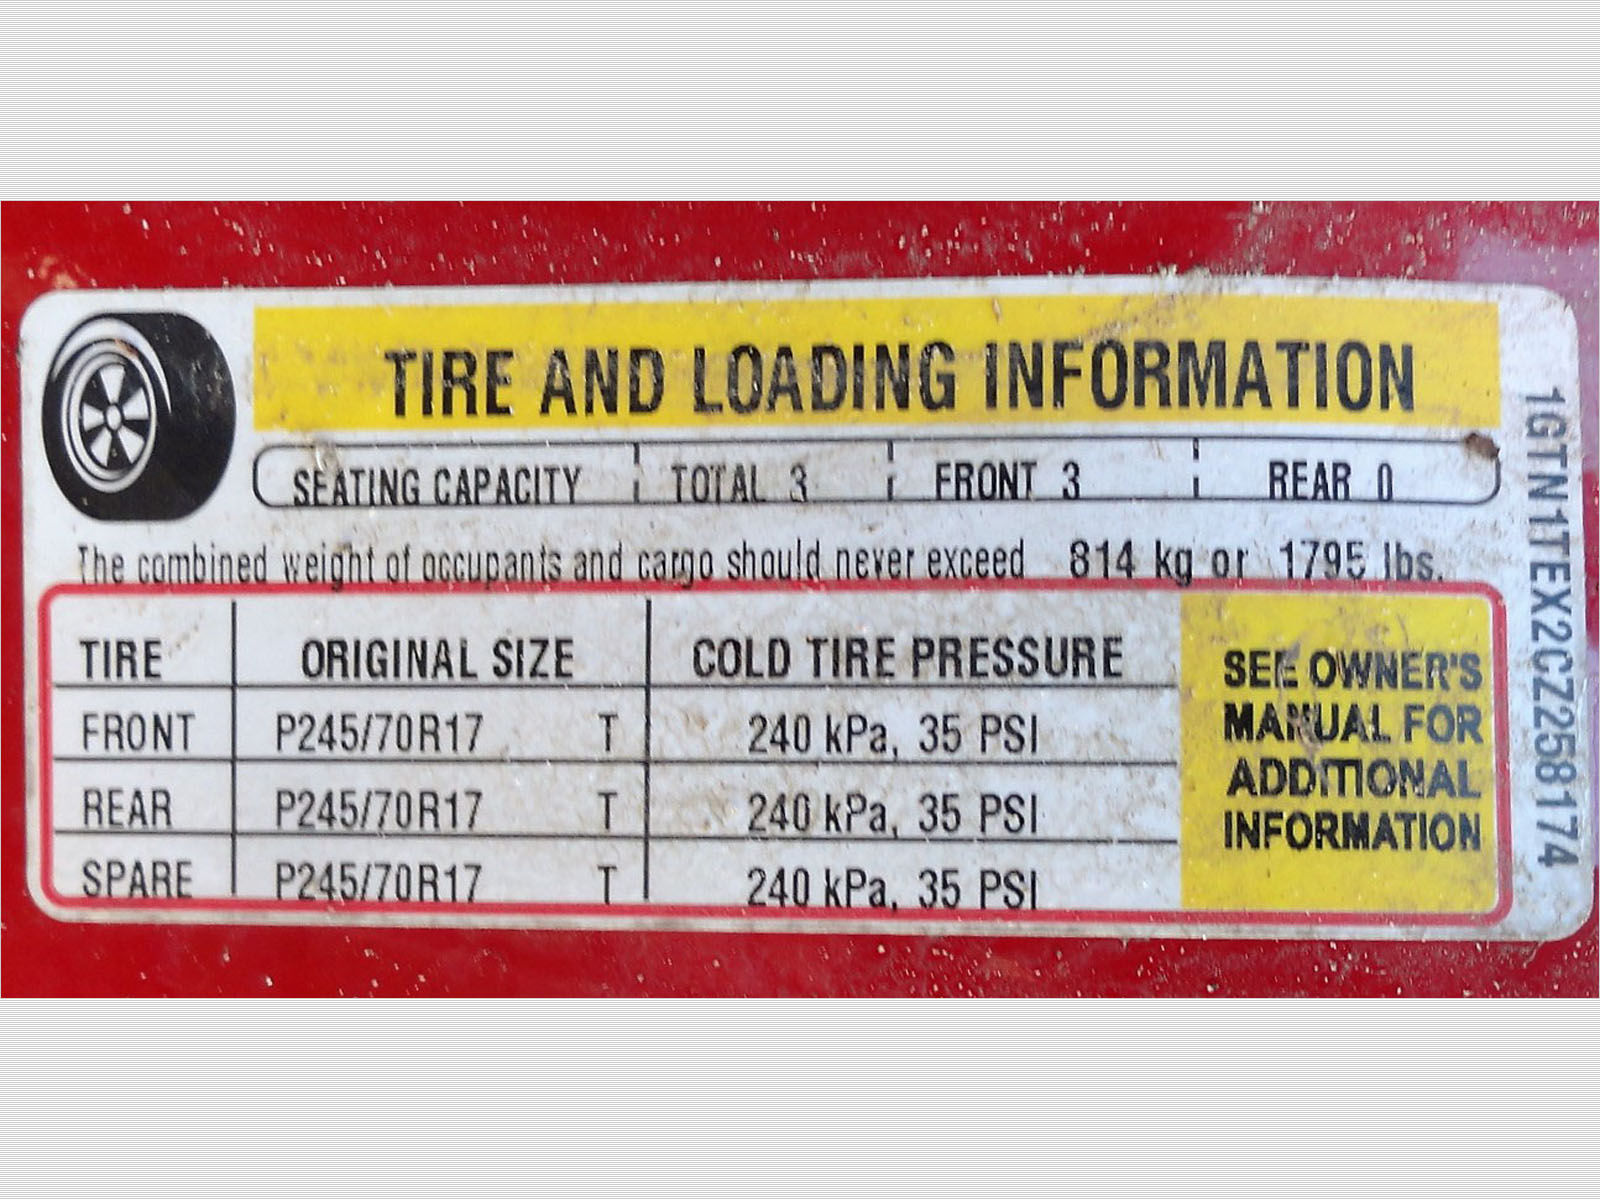 TIRE AND LOADING INFORMATION
SEATING CAPACITY TOTAL 3 FRONT 3 REAR 0
The combined weight of occupants and cargo should never exceed 814 kg or 1795 lbs.
TIRE ORIGINAL SIZE COLD TIRE PRESSURE
FRONT P245/70R17 T 240 kPa, 35 PSI
REAR P245/70R17 T 240 kPa, 35 PSI
SPARE P245/70R17 T 240 kPa, 35 PSI
SEE OWNER'S
MANUAL FOR
ADDITIONAL
INFORMATION
1GTN1TEX2CZ258174